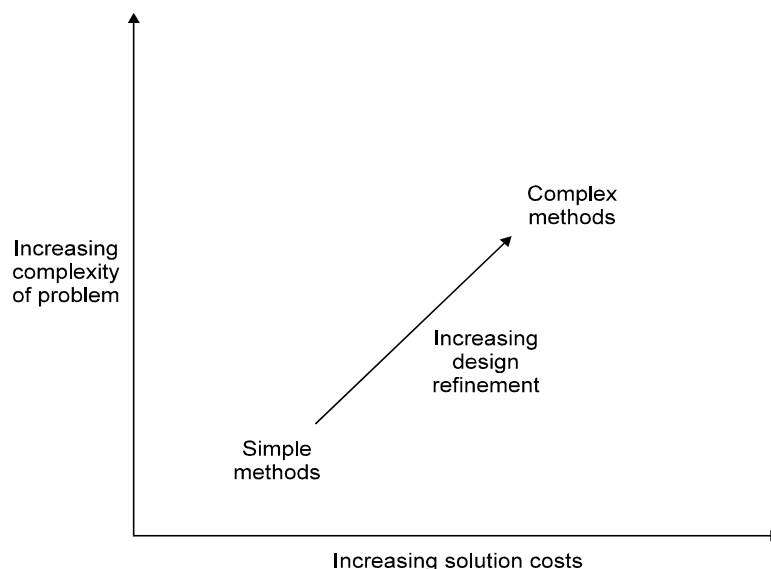 Complex
methods
Increasing
complexity
of problem
Increasing
design
refinement
Simple
methods
Increasing solution costs